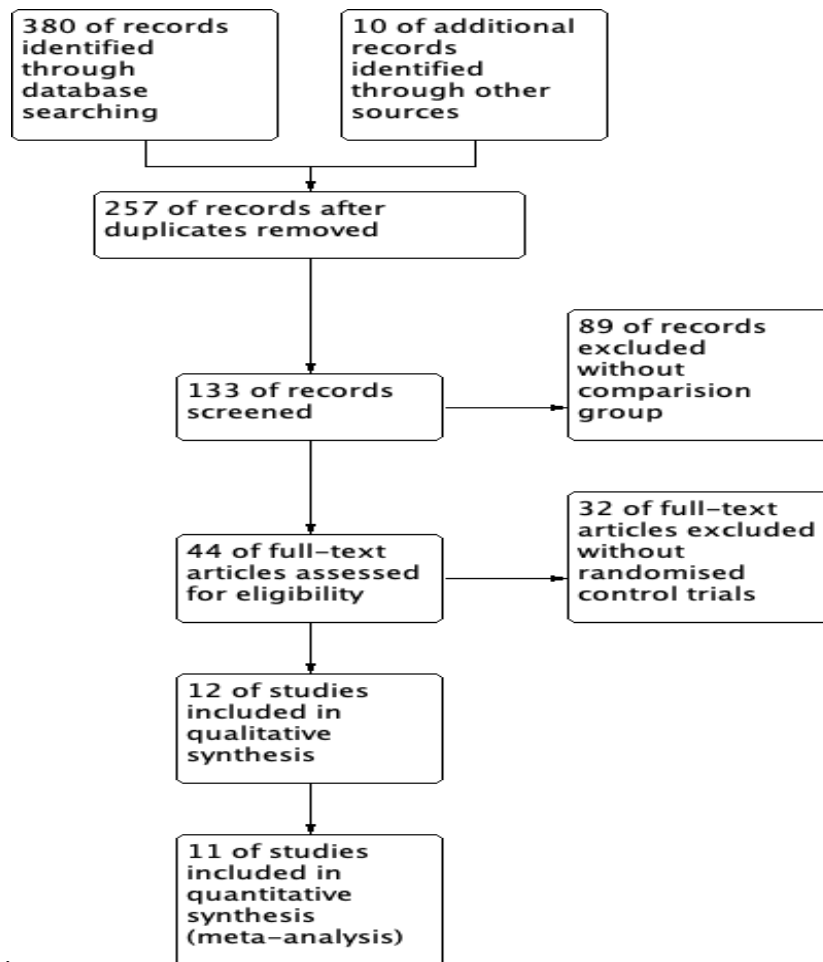 380 of records
identified
through
database
searching
10 of additional
records
identified
through other
sources
257 of records after
duplicates removed
133 of records
screened
89 of records
excluded
without
comparision
group
44 of full-text
articles assessed
for eligibility
32 of full-text
articles excluded
without
randomised
control trials
12 of studies
included in
qualitative
synthesis
11 of studies
included in
quantitative
synthesis
(meta-analysis)